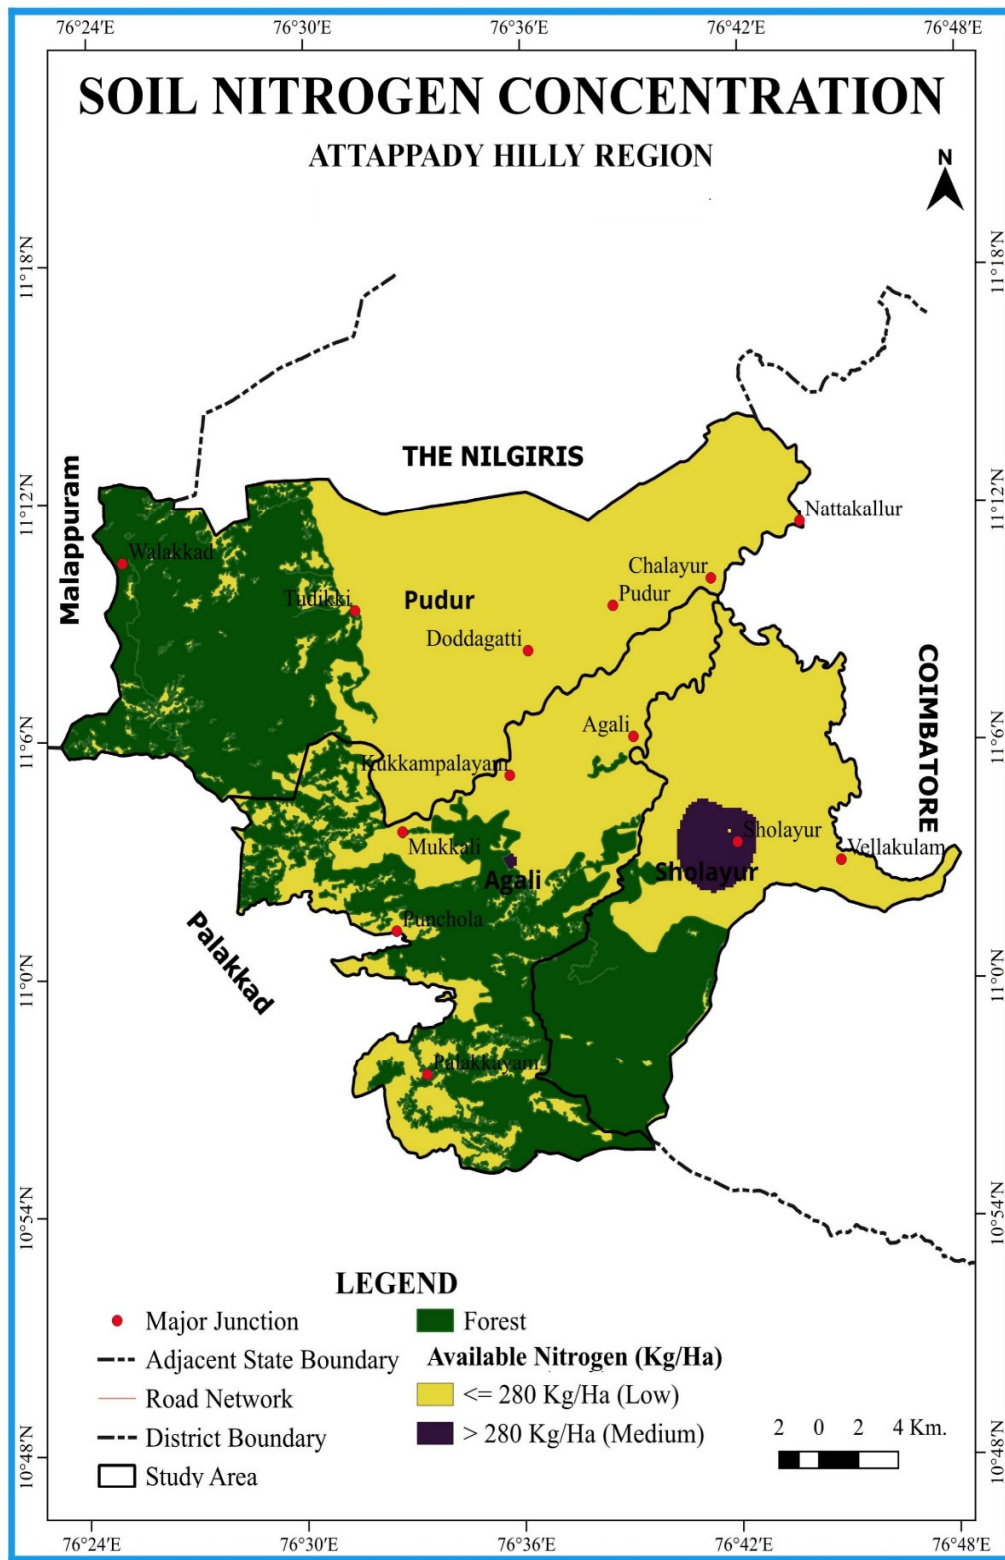 76°24'E 76°30'E 76°36'E 76°42'E 76°48'E
SOIL NITROGEN CONCENTRATION
ATTAPPADY HILLY REGION
N
11°18'N
11°18'N
THE NILGIRIS
Malappuram
11°12'N
11°12'N
Nattakallur
Walakkad
Chalayur
Tudikki
Pudur
Pudur
Doddagatti
COIMBATORE
Agali
11°6'N
11°6'N
Kukkampalayam
Mukkali
Sholayur
Vellakulam
Agali
Sholayur
Punchola
Palakkad
11°0'N
11°0'N
Palakkayam
10°54'N
10°54'N
LEGEND
Major Junction
Adjacent State Boundary
Road Network
District Boundary
Study Area
Forest
Available Nitrogen (Kg/Ha)
<= 280 Kg/Ha (Low)
> 280 Kg/Ha (Medium)
2 0 2 4 Km.
10°48'N
10°48'N
76°24'E 76°30'E 76°36'E 76°42'E 76°48'E